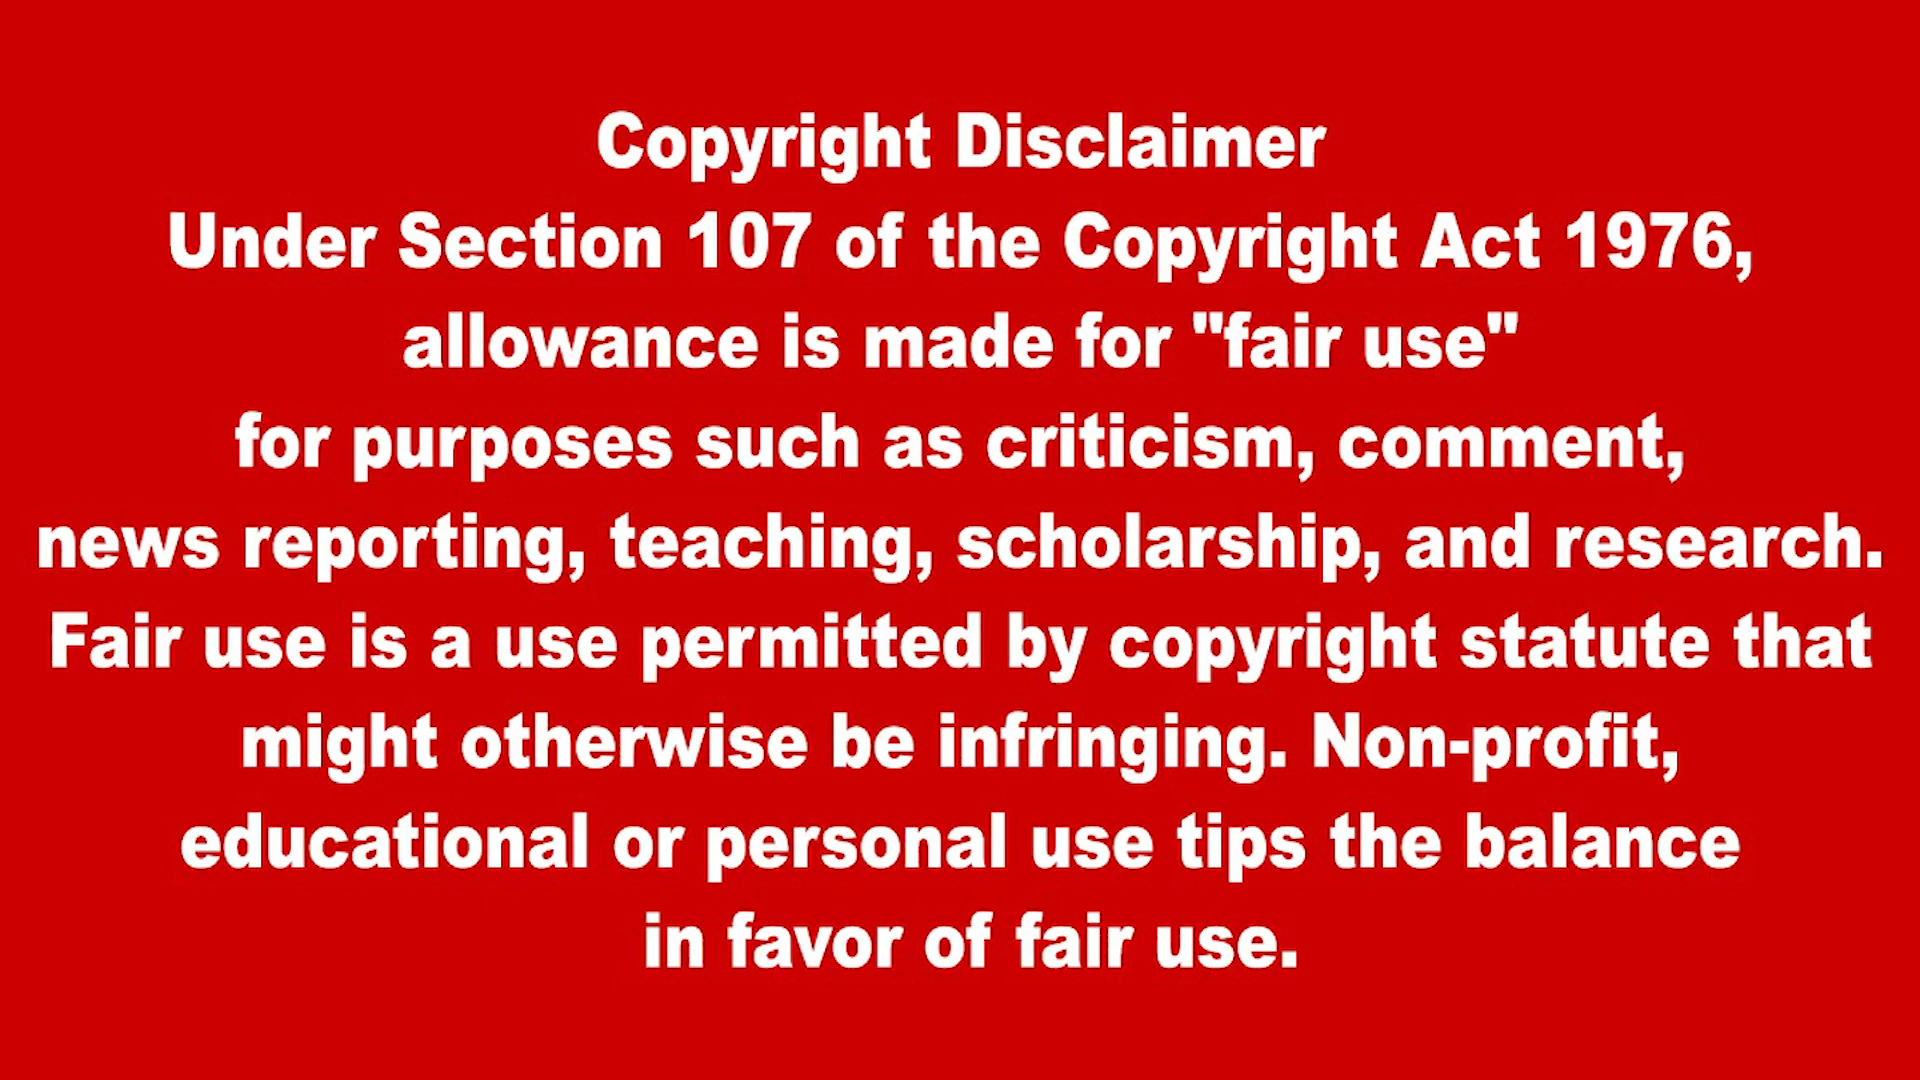 Copyright Disclaimer
Under Section 107 of the Copyright Act 1976,
allowance is made for "fair use"
for purposes such as criticism, comment,
news reporting, teaching, scholarship, and research.
Fair use is a use permitted by copyright statute that
might otherwise be infringing. Non-profit,
educational or personal use tips the balance
in favor of fair use.